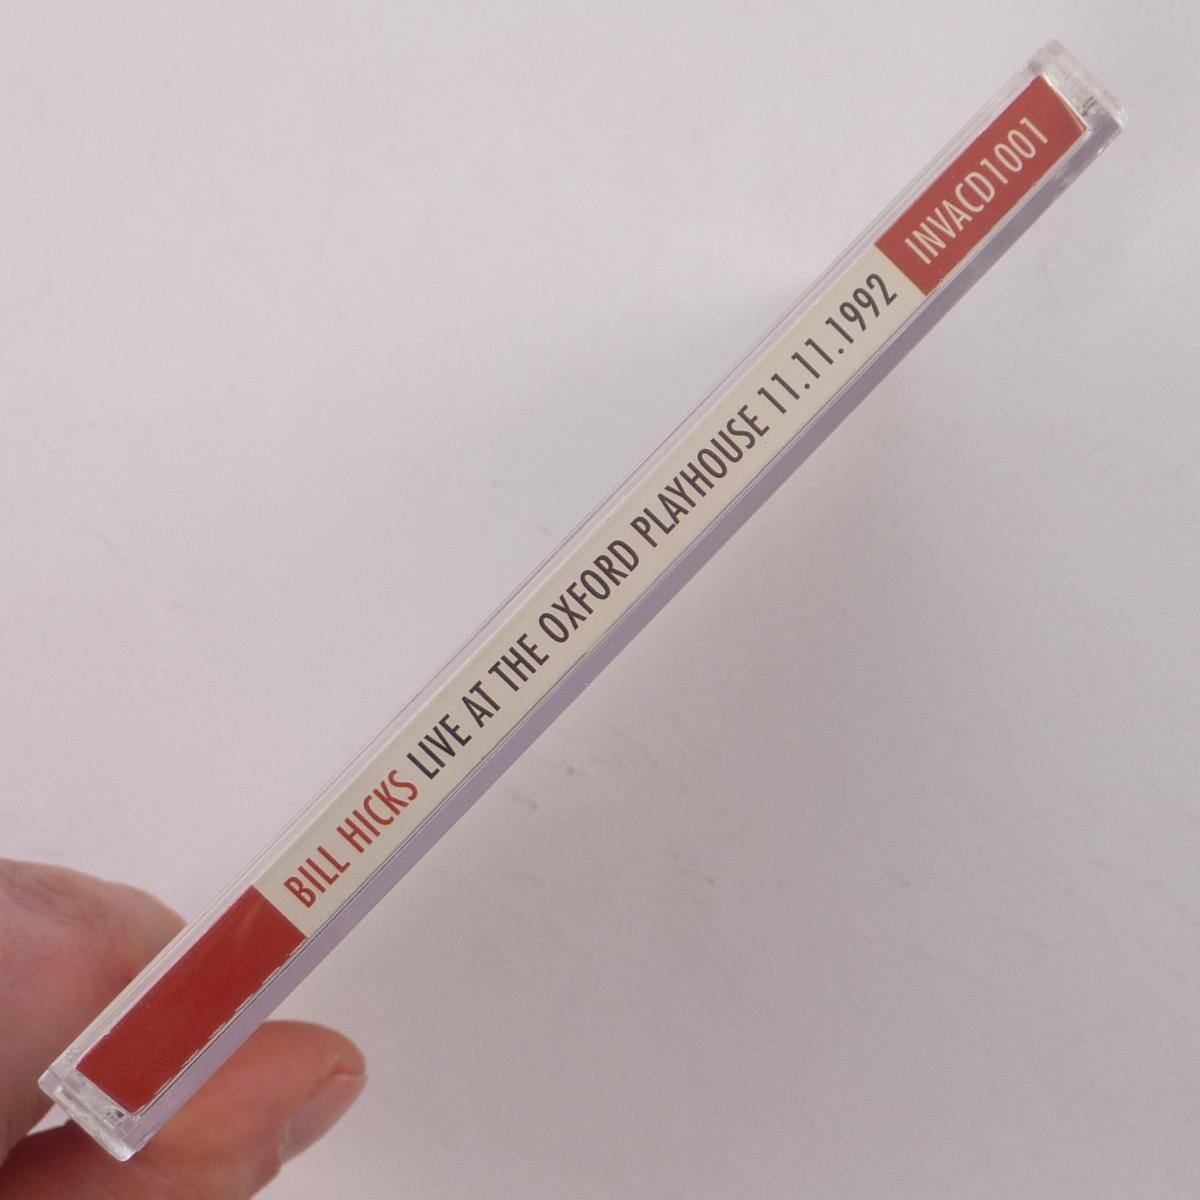 BILL HICKS LIVE AT THE OXFORD PLAYHOUSE 11.11.1992 INVACD1001